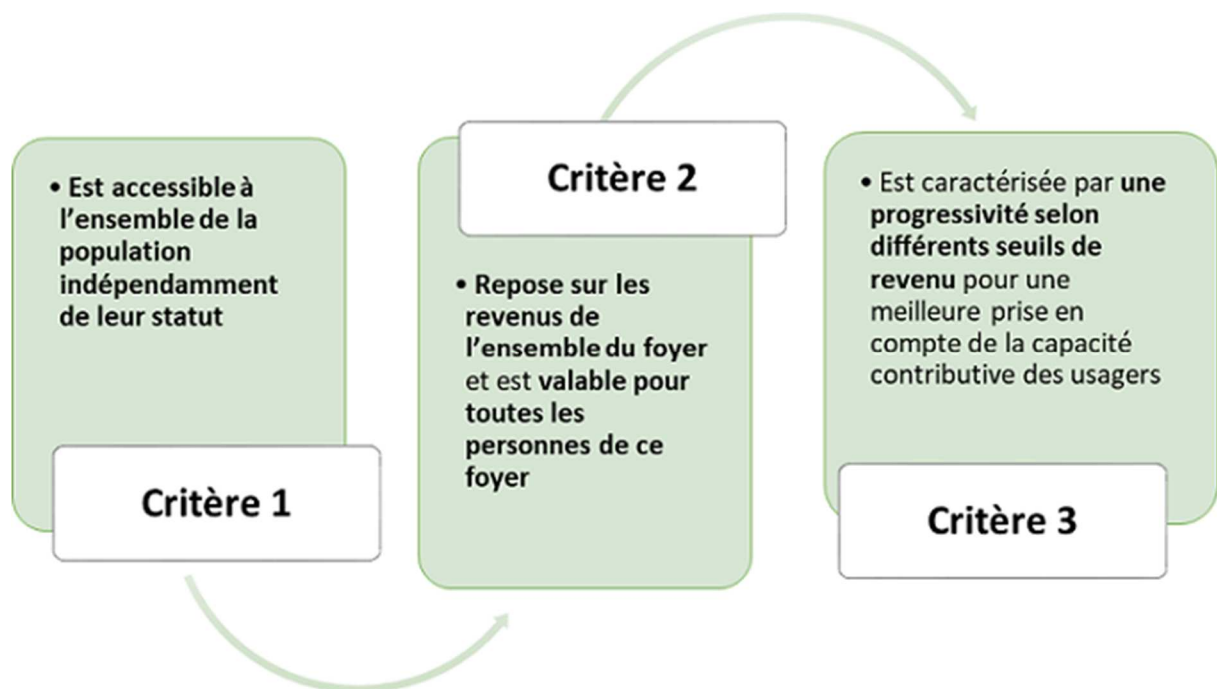 • Est accessible à
l'ensemble de la
population
indépendamment
de leur statut
Critère 1
Critère 2
• Repose sur les
revenus de
l'ensemble du foyer
et est valable pour
toutes les
personnes de ce
foyer
• Est caractérisée par une
progressivité selon
différents seuils de
revenu pour une
meilleure prise en
compte de la capacité
contributive des usagers
Critère 3